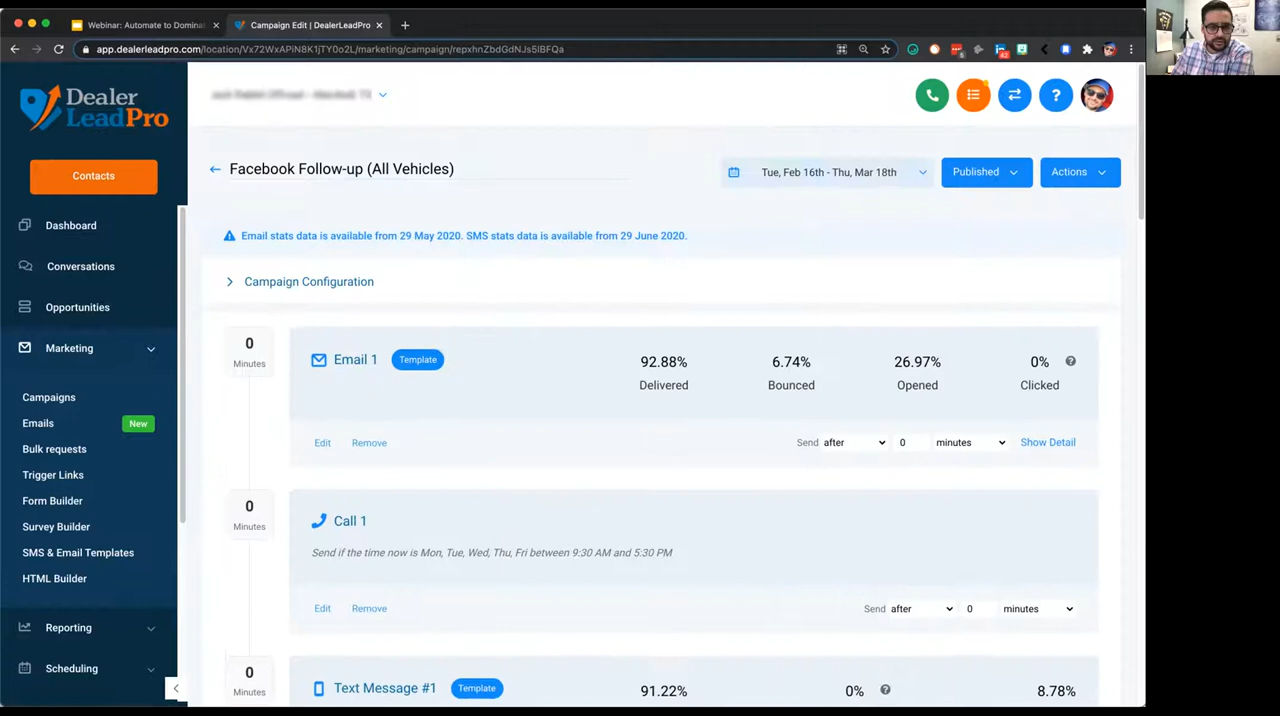 Webinar: Automate to Domina
Campaign Edit | DealerLeadPro
app.dealerleadpro.com/location/Vx72WxAPiN8K1jTY0o2L/marketing/campaign/repxhnZbdGdNJs5lBFQa
Dealer
LeadPro
Contacts
Dashboard
Conversations
Opportunities
Marketing
Campaigns
Emails New
Bulk requests
Trigger Links
Form Builder
Survey Builder
SMS & Email Templates
HTML Builder
Reporting
Scheduling
Facebook Follow-up (All Vehicles)
Tue, Feb 16th - Thu, Mar 18th
Published
Actions
Email stats data is available from 29 May 2020. SMS stats data is available from 29 June 2020.
Campaign Configuration
0
Minutes
Email 1 Template
92.88% 6.74% 26.97% 0%
Delivered Bounced Opened Clicked
Edit Remove Send after 0 minutes Show Detail
0
Minutes
Call 1
Send if the time now is Mon, Tue, Wed, Thu, Fri between 9:30 AM and 5:30 PM
Edit Remove Send after 0 minutes
0
Minutes
Text Message #1 Template
91.22% 0% 8.78%